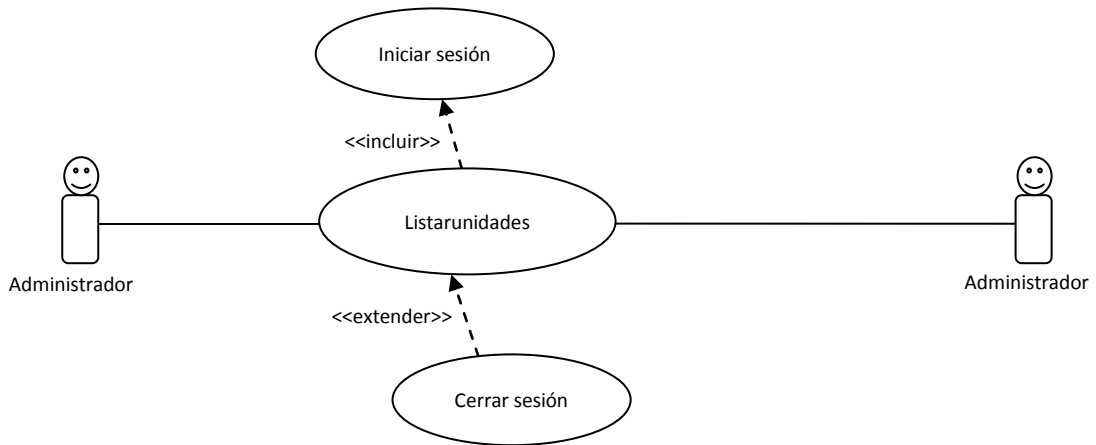 Iniciar sesión
<<incluir>>
Listarunidades
Administrador
Administrador
<<extender>>
Cerrar sesión